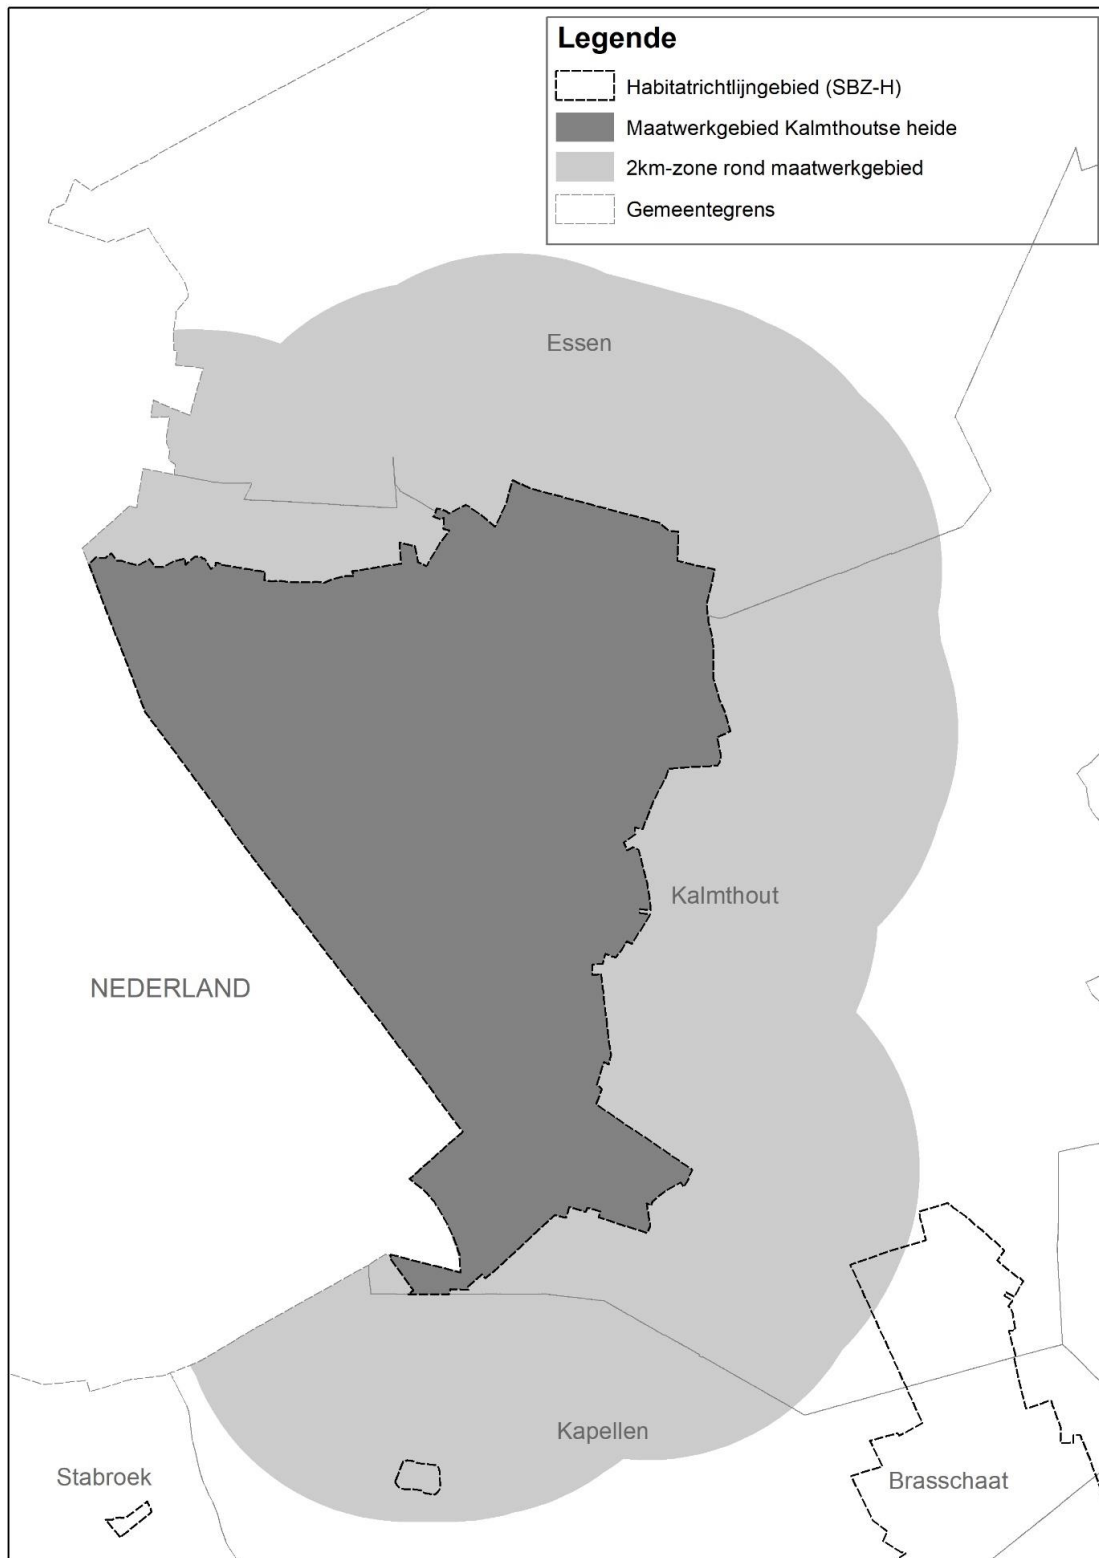 Legende
Habitatrichtlijngebied (SBZ-H)
Maatwerkgebied Kalmthoutse heide
2km-zone rond maatwerkgebied
Gemeentegrens
Essen
Kalmthout
NEDERLAND
Kapellen
Stabroek
Brasschaat